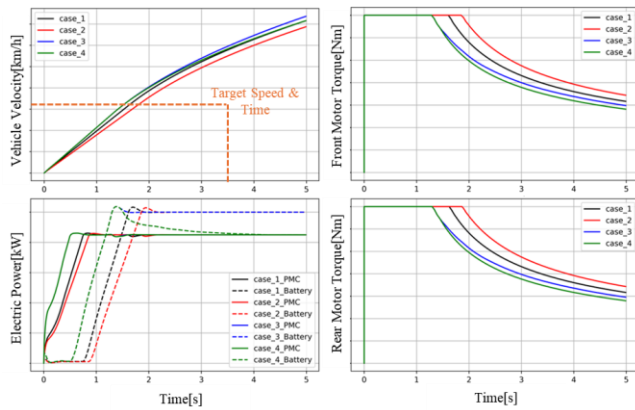 case_1
case_2
case_3
case_4
Vehicle Velocity[km/h]
Target Speed &
Time
0
1
2
3
4
5
case_1
case_2
case_3
case_4
Front Motor Torque[Nm]
0
1
2
3
4
5
Electric Power[kW]
case_1_PMC
case_1_Battery
case_2_PMC
case_2_Battery
case_3_PMC
case_3_Battery
case_4_PMC
case_4_Battery
0
1
2
3
4
5
Time[s]
case_1
case_2
case_3
case_4
Rear Motor Torque[Nm]
0
1
2
3
4
5
Time[s]